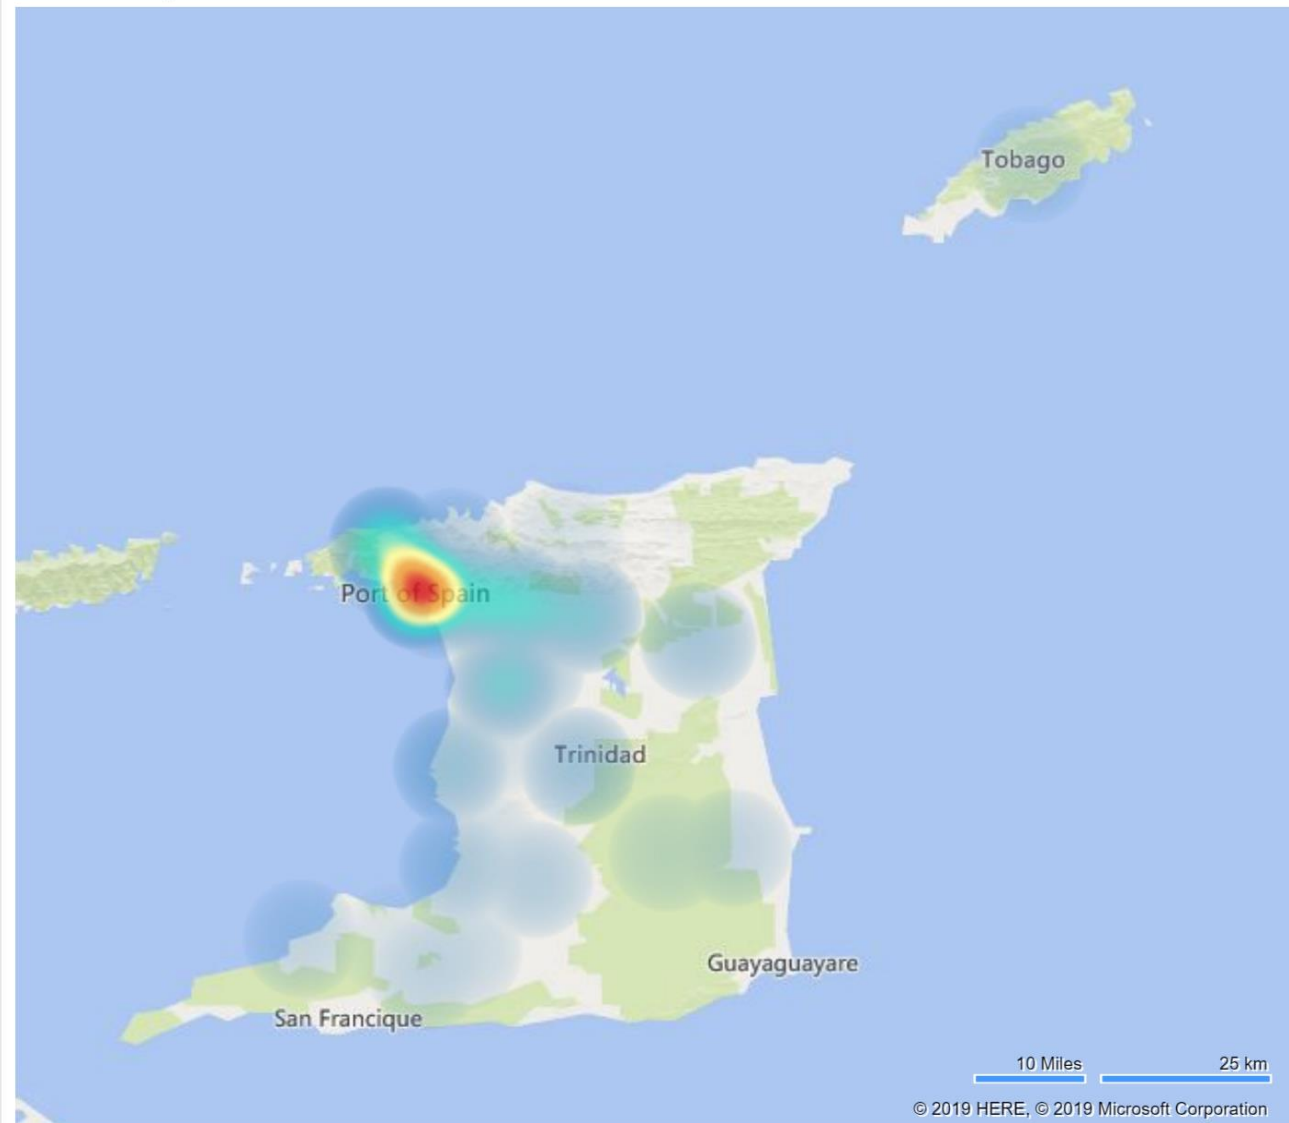 Tobago
Port of Spain
Trinidad
Guayaguayare
San Francique
10 Miles 25 km
© 2019 HERE, © 2019 Microsoft Corporation